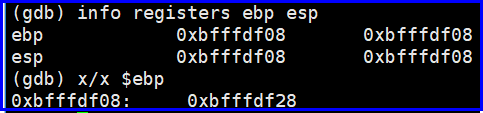 (gdb) info registers ebp esp
ebp 0xbfffdf08 0xbfffdf08
esp 0xbfffdf08 0xbfffdf08
(gdb) x/x $ebp
0xbfffdf08: 0xbfffdf28